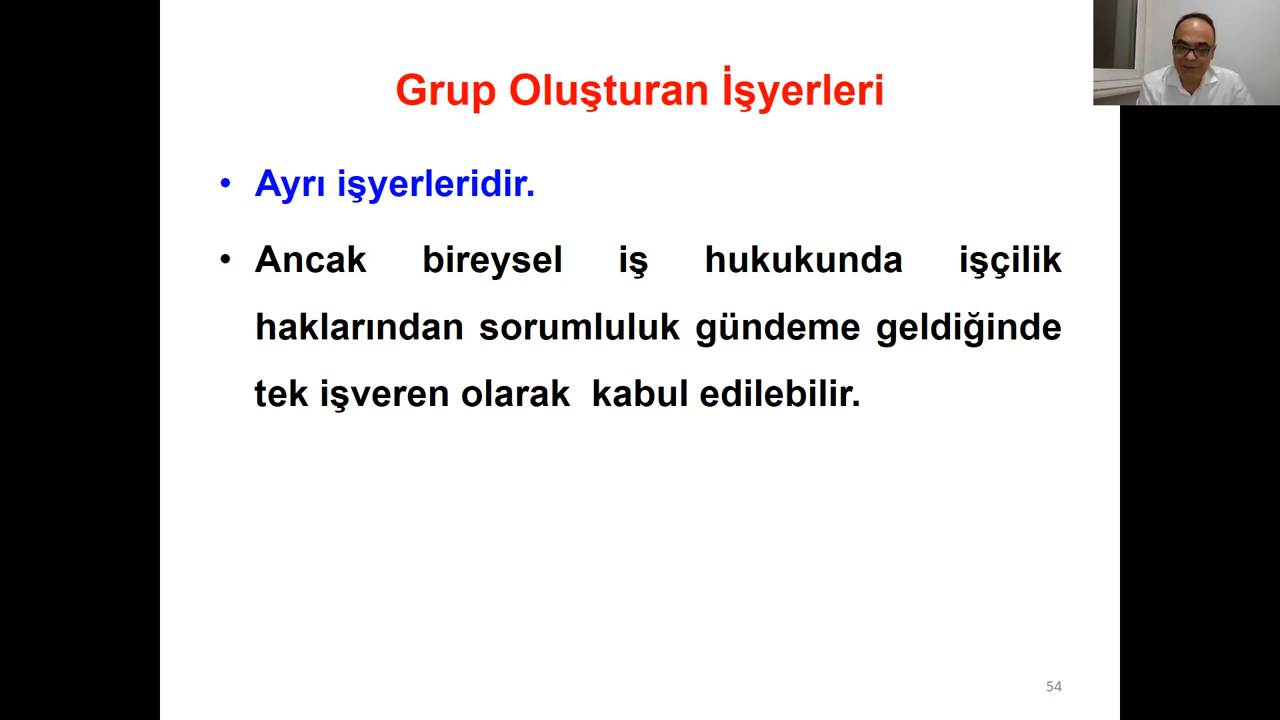 Grup Oluşturan İşyerleri
• Ayrı işyerleridir.
• Ancak bireysel iş hukukunda işçilik
haklarından sorumluluk gündeme geldiğinde
tek işveren olarak  kabul edilebilir.
54